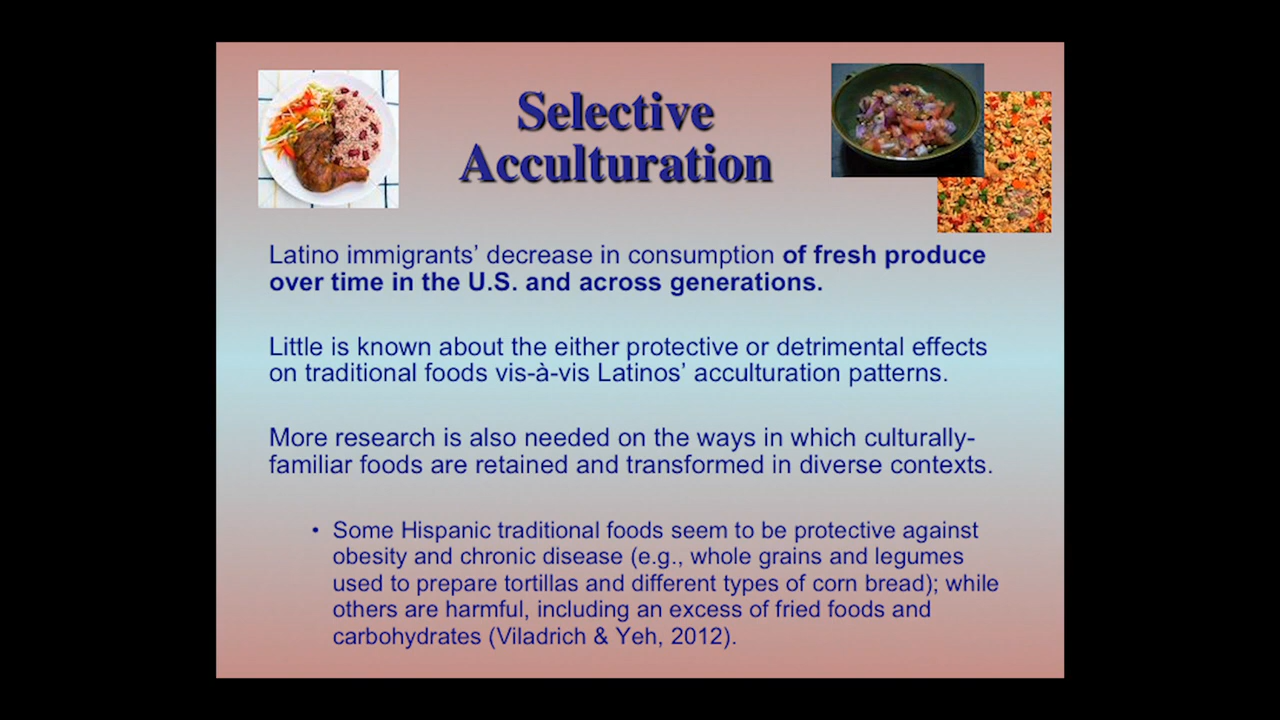 Selective
Acculturation
Latino immigrants’ decrease in consumption of fresh produce
over time in the U.S. and across generations.
Little is known about the either protective or detrimental effects
on traditional foods vis-à-vis Latinos’ acculturation patterns.
More research is also needed on the ways in which culturally-
familiar foods are retained and transformed in diverse contexts.
• Some Hispanic traditional foods seem to be protective against
obesity and chronic disease (e.g., whole grains and legumes
used to prepare tortillas and different types of corn bread); while
others are harmful, including an excess of fried foods and
carbohydrates (Viladrich & Yeh, 2012).